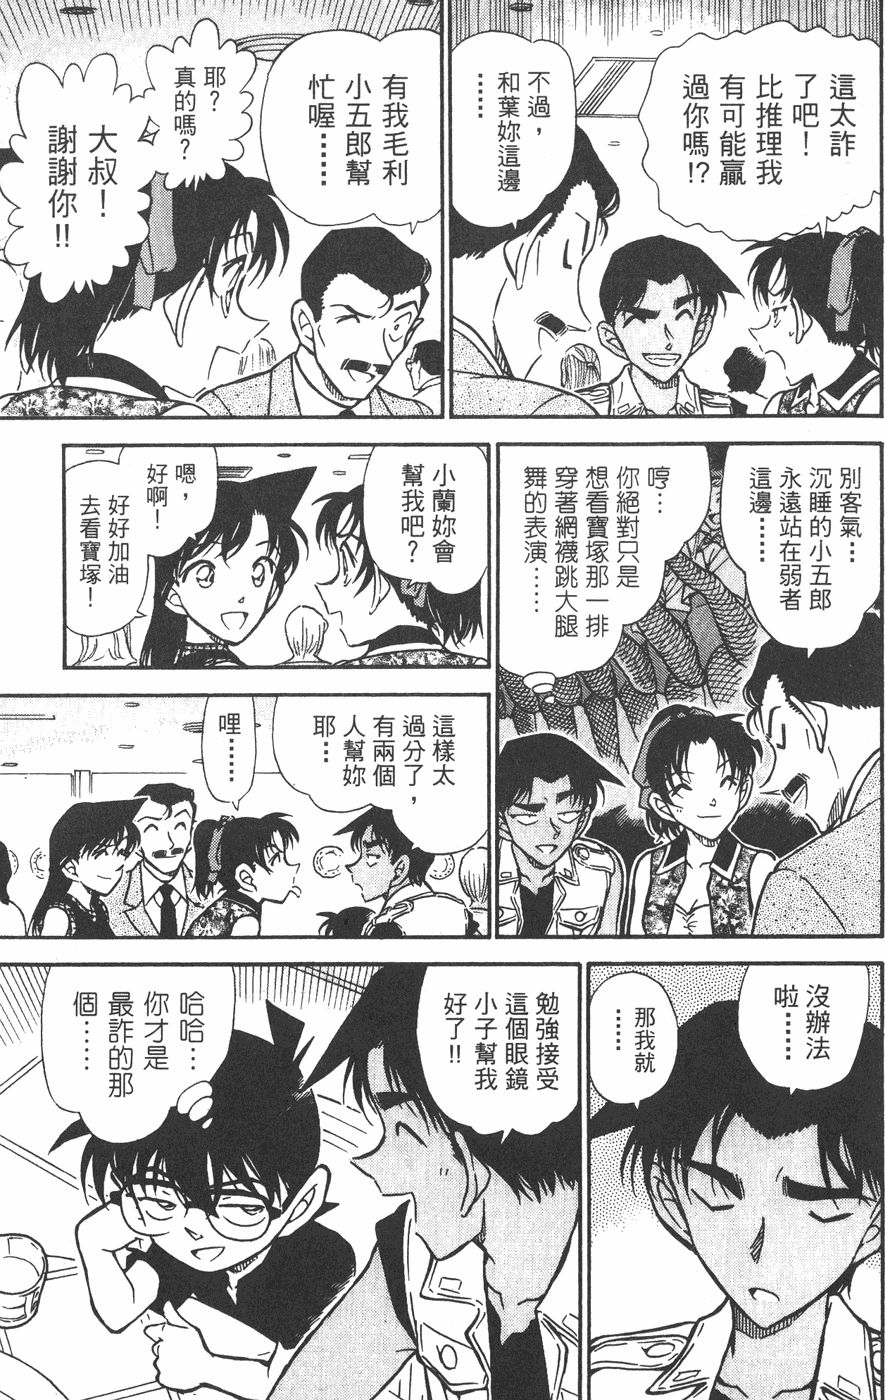 這太詐
了吧！
比推理我
有可能贏
過你嗎!?
不過，
和葉妳這邊
……
有我毛利
小五郎幫
忙喔……
耶？
真的嗎？
大叔！
謝謝你!!
別客氣…
沉睡的小五郎
永遠站在弱者
這邊……
哼…
你絕對只是
想看寶塚那一排
穿著網襪跳大腿
舞的表演……
小蘭妳會
幫我吧？
嗯，
好啊！
好好加油
去看寶塚！
這樣太
過分了，
有兩個
人幫妳
耶…
哩……
沒辦法
啦……
那我就
……
勉強接受
這個眼鏡
小子幫我
好了!!
哈哈…
你才是
最詐的那
個……